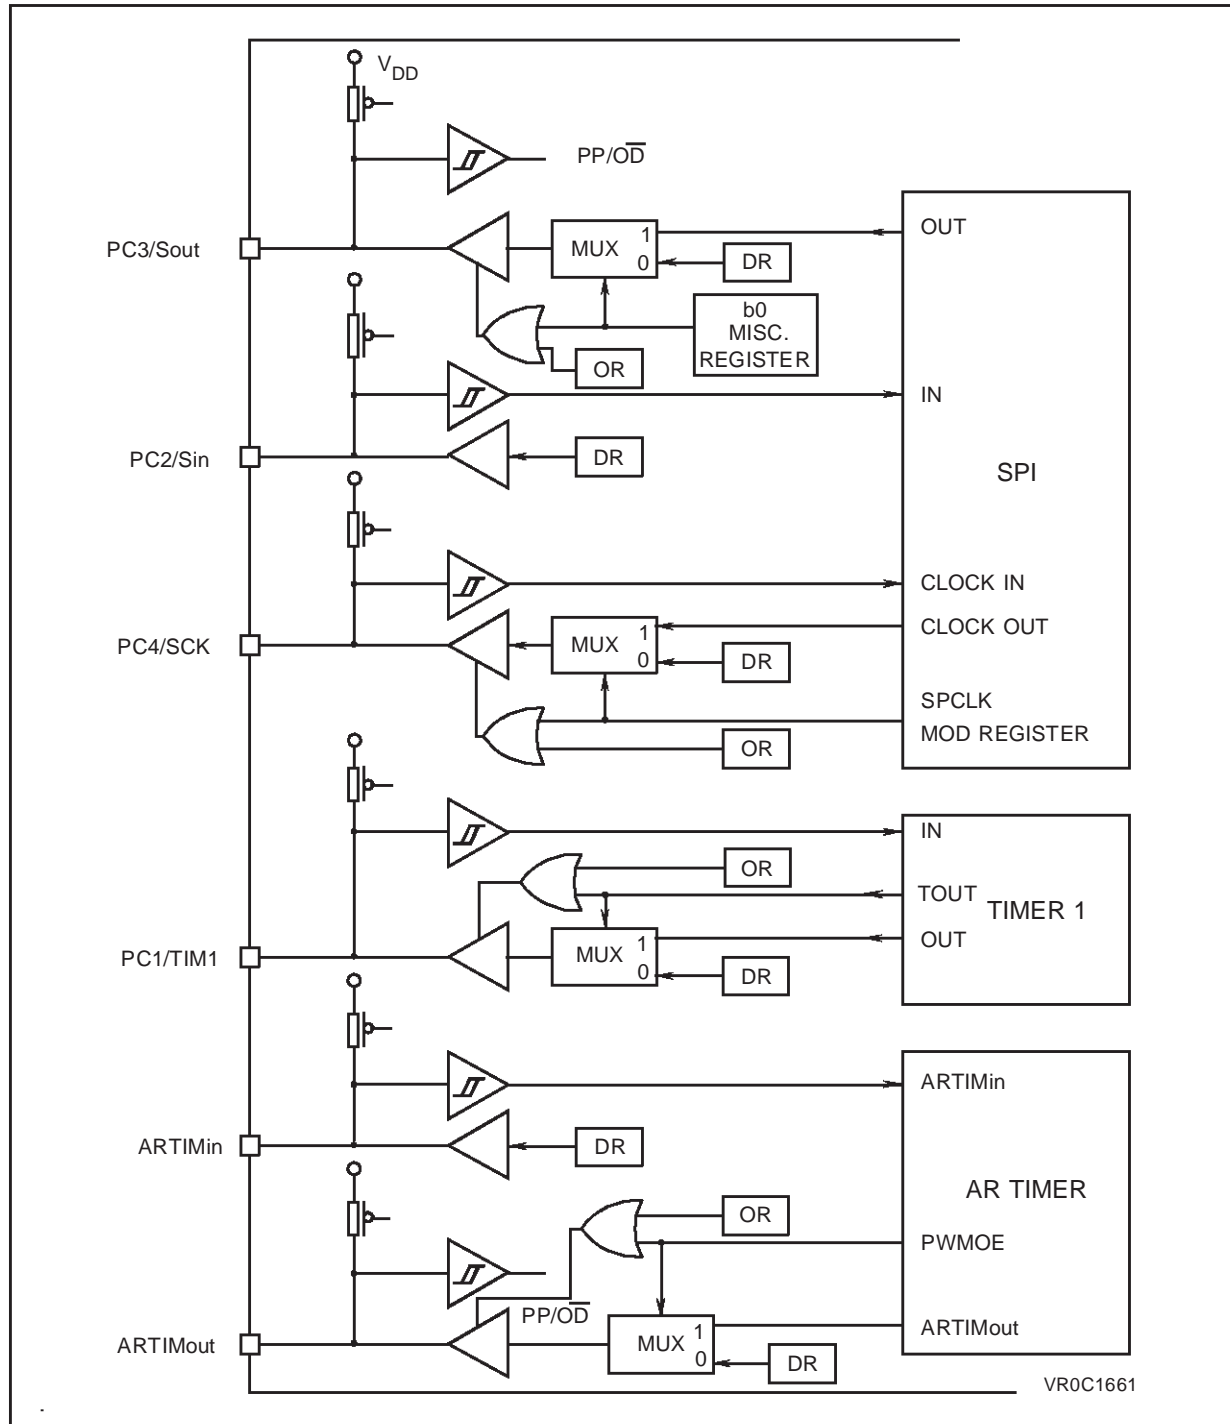 VDD
PP/OD
PC3/Sout
MUX
1
0
DR
OUT
b0
MISC.
REGISTER
OR
IN
PC2/Sin
DR
SPI
CLOCK IN
CLOCK OUT
PC4/SCK
MUX
1
0
DR
SPCLK
MOD REGISTER
OR
IN
OR
TOUT
TIMER 1
OUT
PC1/TIM1
MUX
1
0
DR
ARTIMin
ARTIMin
DR
AR TIMER
OR
PWMOE
PP/OD
ARTIMout
MUX
1
0
DR
ARTIMout
VR0C1661